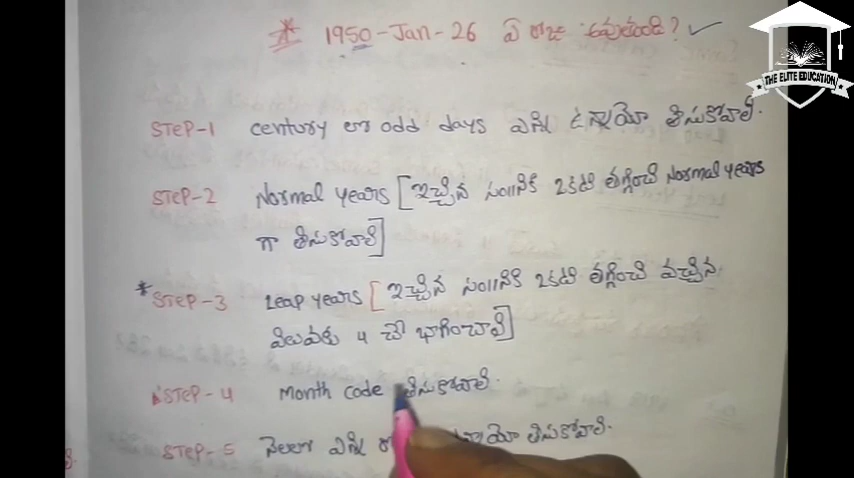 * 1950-Jan-26 ఏ రోజు అవుతుంది? ✓
THE ELITE EDUCATION
STEP-1 century లో odd days ఎన్ని ఉన్నాయో తీసుకోవాలి.
STEP-2 Normal years [ఇచ్చిన సం||నికి ఒకటి తగ్గించి Normal years
గా తీసుకోవాలి]
*STEP-3 Leap years [ఇచ్చిన సం||నికి ఒకటి తగ్గించి వచ్చిన
విలువను 4 చే భాగించాలి]
STEP-4 Month code తీసుకోవాలి.
STEP-5 నెలలో ఎన్ని తీసుకోవాలి.